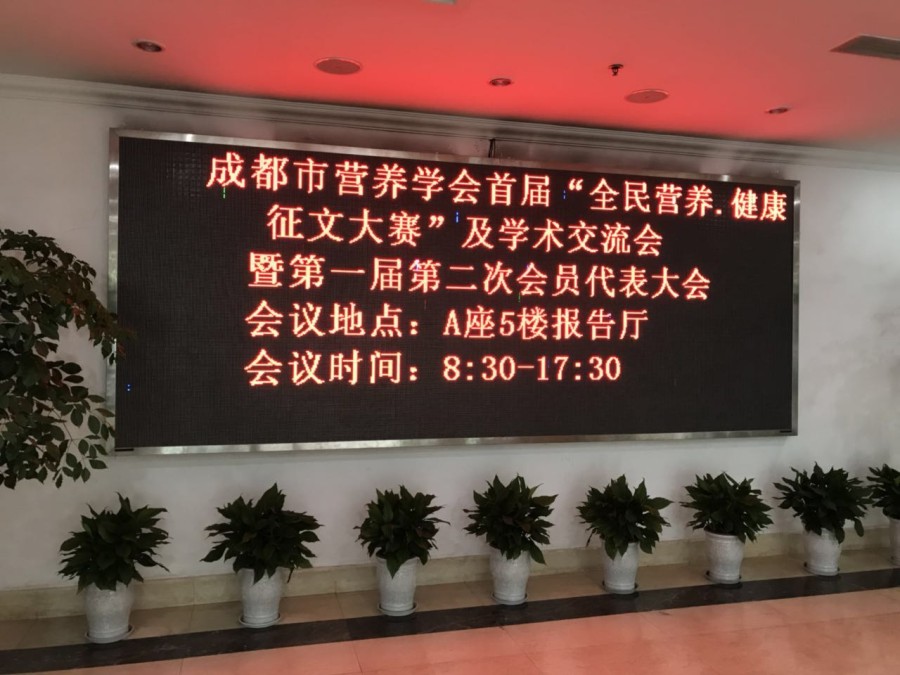 成都市营养学会首届“全民营养.健康
征文大赛”及学术交流会
暨第一届第二次会员代表大会
会议地点：A座5楼报告厅
会议时间：8:30-17:30